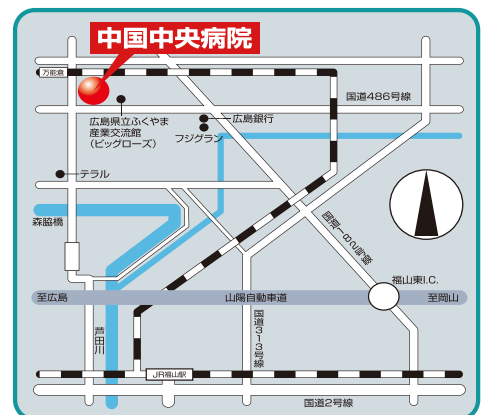 中国中央病院
万能倉
国道486号線
広島県立ふくやま
産業交流館
（ビッグローズ）
広島銀行
フジグラン
テラル
森脇橋
国道182号線
福山東I.C.
至広島
山陽自動車道
至岡山
芦田川
国道313号線
JR福山駅
国道2号線